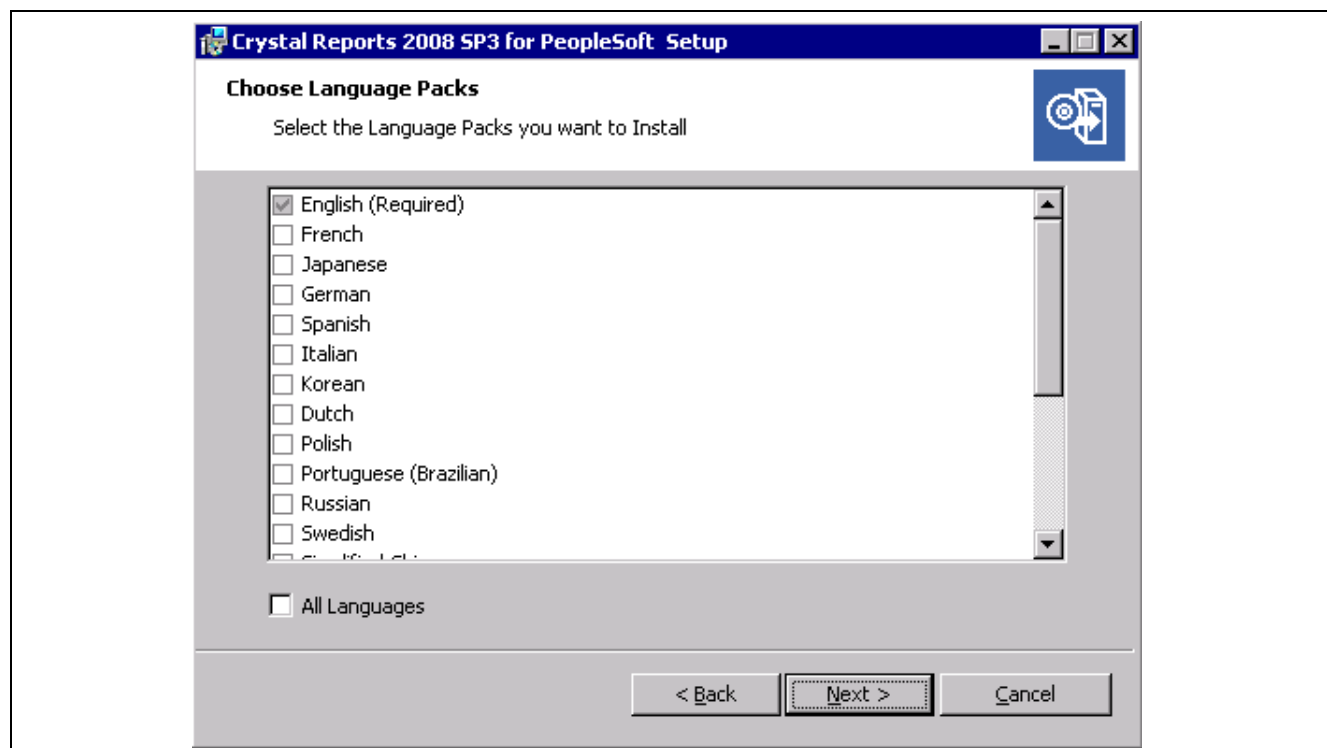 Crystal Reports 2008 SP3 for PeopleSoft Setup
Choose Language Packs
Select the Language Packs you want to Install
English (Required)
French
Japanese
German
Spanish
Italian
Korean
Dutch
Polish
Portuguese (Brazilian)
Russian
Swedish
All Languages
< Back Next > Cancel